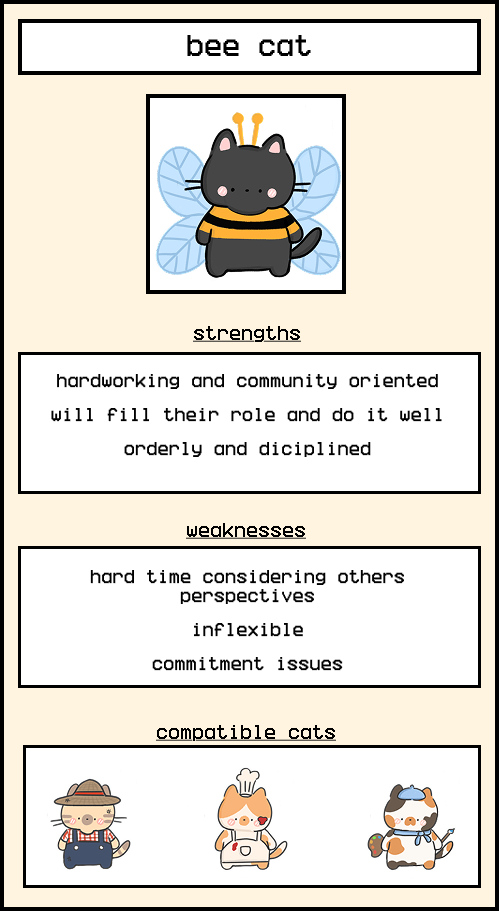 bee cat
strengths
hardworking and community oriented
will fill their role and do it well
orderly and diciplined
weaknesses
hard time considering others
perspectives
inflexible
commitment issues
compatible cats